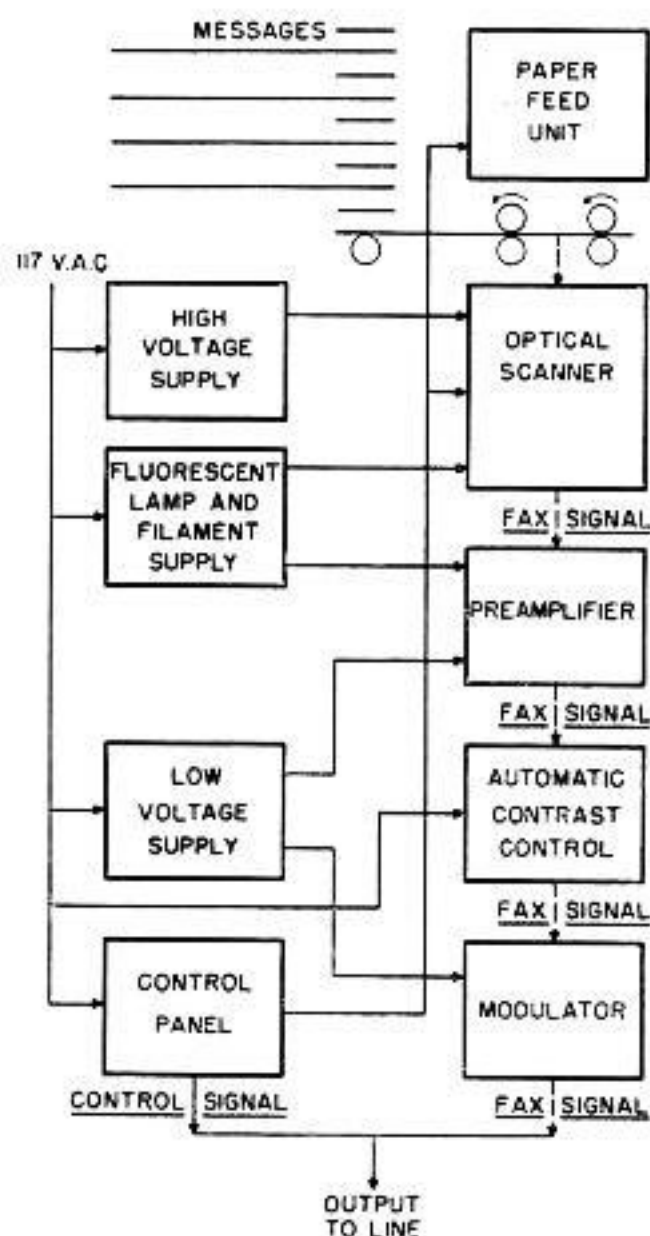 MESSAGES
PAPER
FEED
UNIT
117 V.A.C
HIGH
VOLTAGE
SUPPLY
OPTICAL
SCANNER
FLUORESCENT
LAMP AND
FILAMENT
SUPPLY
FAX SIGNAL
PREAMPLIFIER
FAX SIGNAL
LOW
VOLTAGE
SUPPLY
AUTOMATIC
CONTRAST
CONTROL
FAX SIGNAL
CONTROL
PANEL
MODULATOR
CONTROL SIGNAL
FAX SIGNAL
OUTPUT
TO LINE